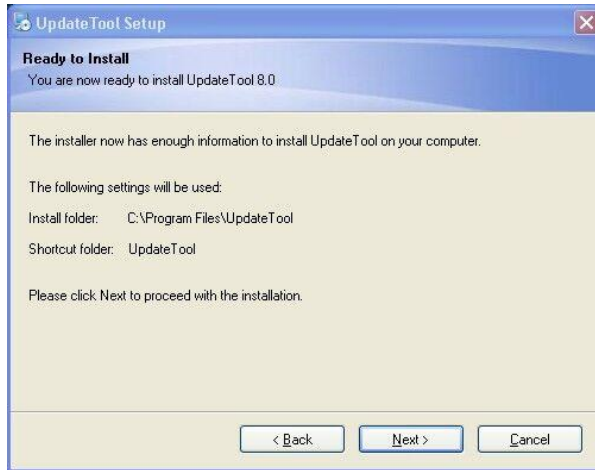 UpdateTool Setup
Ready to Install
You are now ready to install UpdateTool 8.0
The installer now has enough information to install UpdateTool on your computer.
The following settings will be used:
Install folder: C:\Program Files\UpdateTool
Shortcut folder: UpdateTool
Please click Next to proceed with the installation.
< Back Next > Cancel